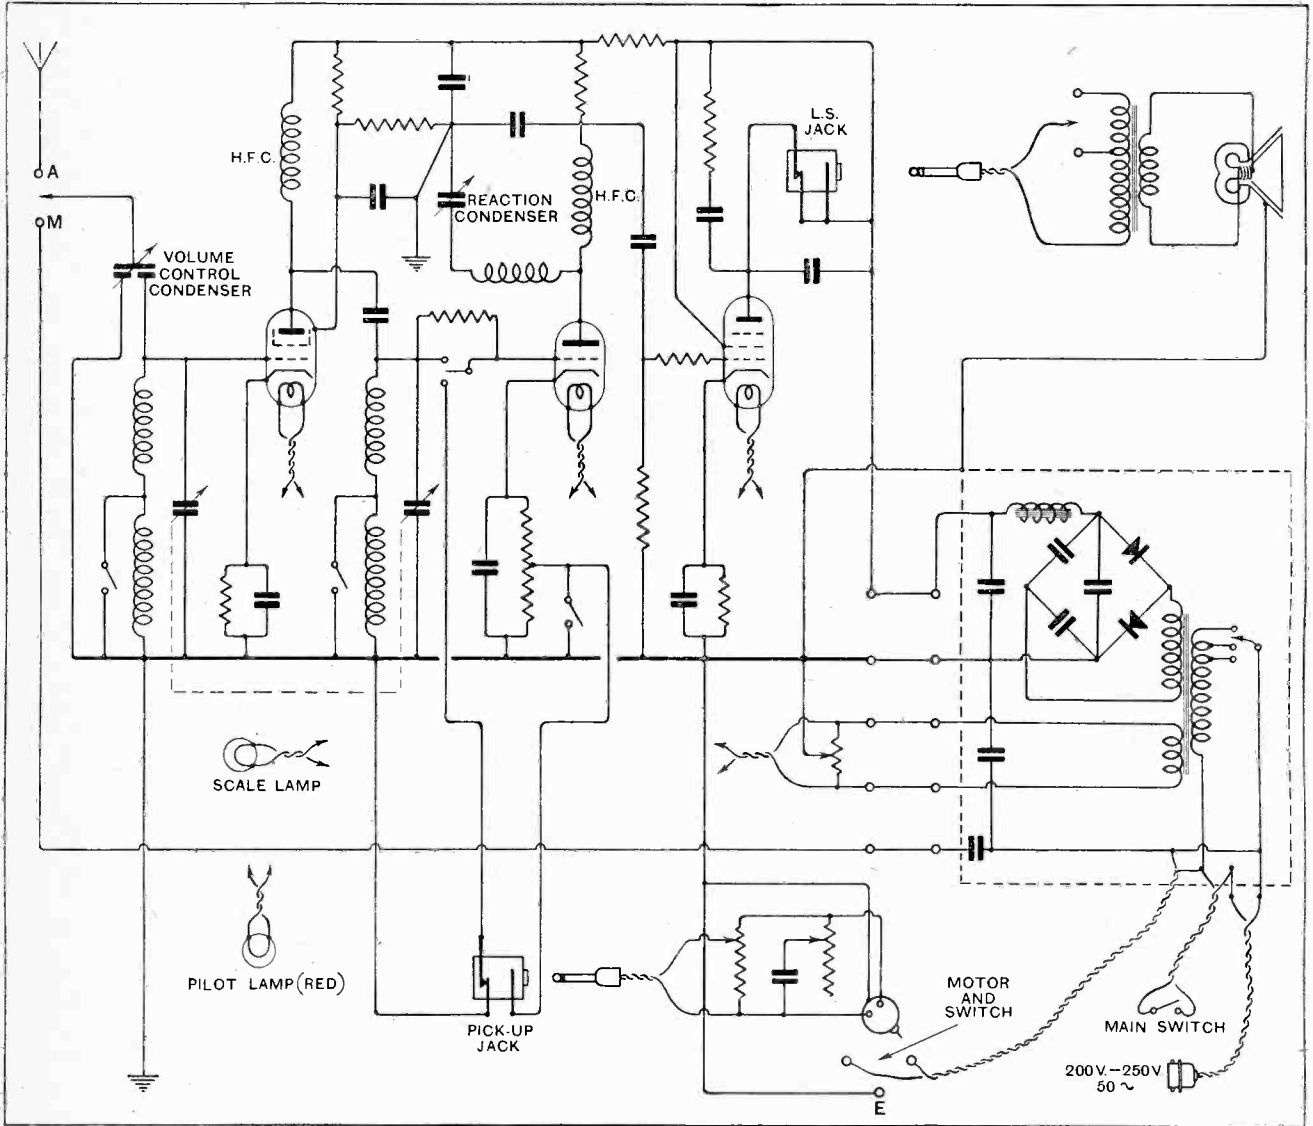 A
M
VOLUME
CONTROL
CONDENSER
H.F.C.
REACTION
CONDENSER
H.F.C.
L.S.
JACK
SCALE LAMP
PILOT LAMP (RED)
PICK-UP
JACK
MOTOR
AND
SWITCH
MAIN SWITCH
200V.-250V
50 ~
E